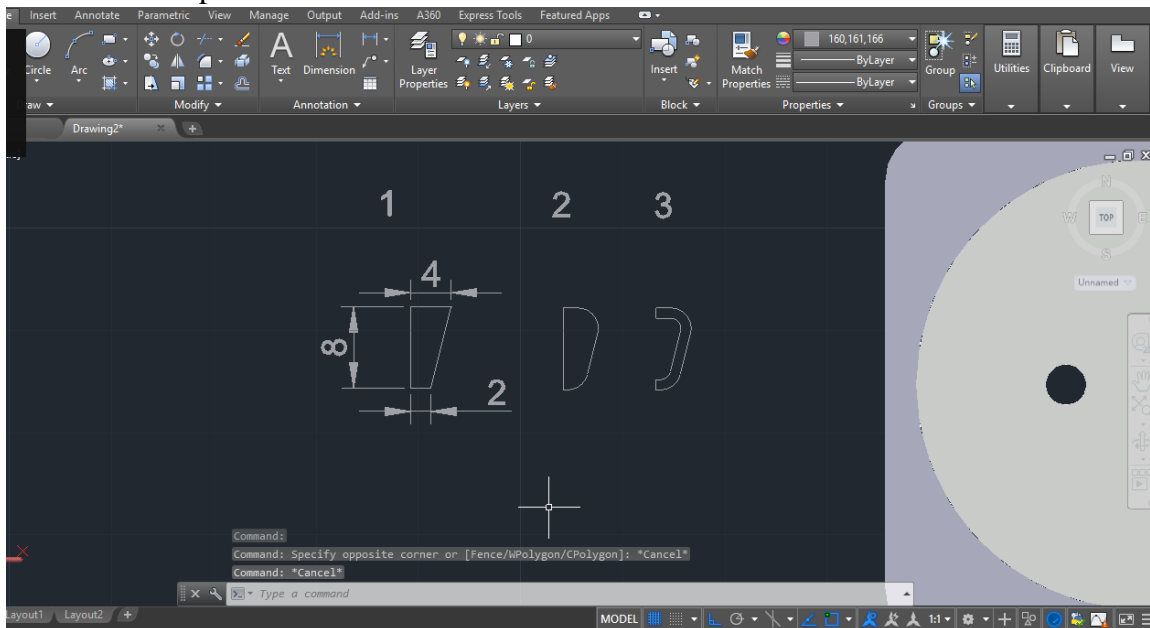 Insert Annotate Parametric View Manage Output Add-ins A360 Express Tools Featured Apps
Circle Arc Text Dimension Layer Properties 0 Insert Match Properties 160,161,166 ByLayer ByLayer Group Utilities Clipboard View
Modify Annotation Layers Block Properties Groups
Drawing2*
1 2 3
N
W TOP E
S
Unnamed
4
8
2
Command:
Command: Specify opposite corner or [Fence/WPolygon/CPolygon]: *Cancel*
Command: *Cancel*
Type a command
Layout1 Layout2 + MODEL 1:1